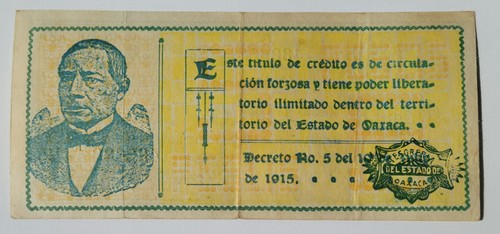 Este titulo de crédito es de circula-
ción forzosa y tiene poder libera-
torio ilimitado dentro del terri-
torio del Estado de Oaxaca. . .
Decreto No. 5 del
de 1915. . . .
DEL ESTADO DE
OAXACA